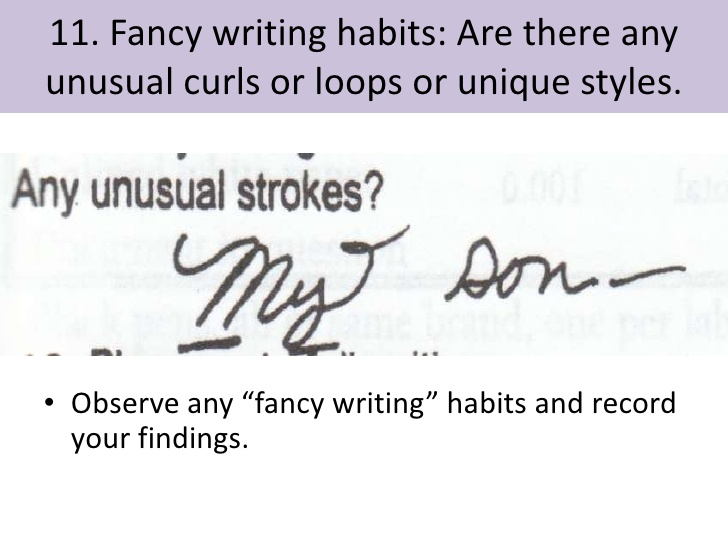 11. Fancy writing habits: Are there any
unusual curls or loops or unique styles.
Any unusual strokes?
My son
• Observe any “fancy writing” habits and record
your findings.